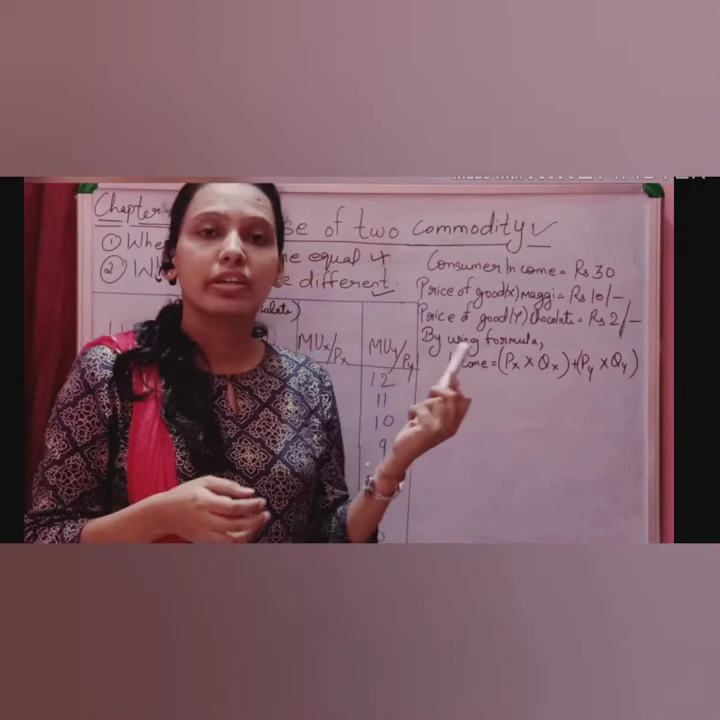 Chapter se of two commodity
① Whe me equal
② W e different.
Consumer Income = Rs 30
Price of good(X) maggi = Rs 10/-
Price of good(Y) Chocolate = Rs 2/-
By using formula,
come = (Px × Qx) + (Py × Qy)
MUx/Px
MUy/Py
12
11
10
9